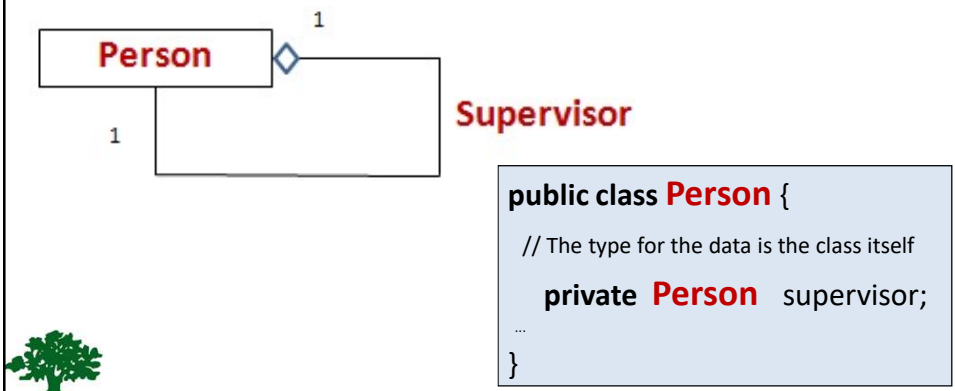 1
Person
1
Supervisor
public class Person {
// The type for the data is the class itself
private Person supervisor;
...
}